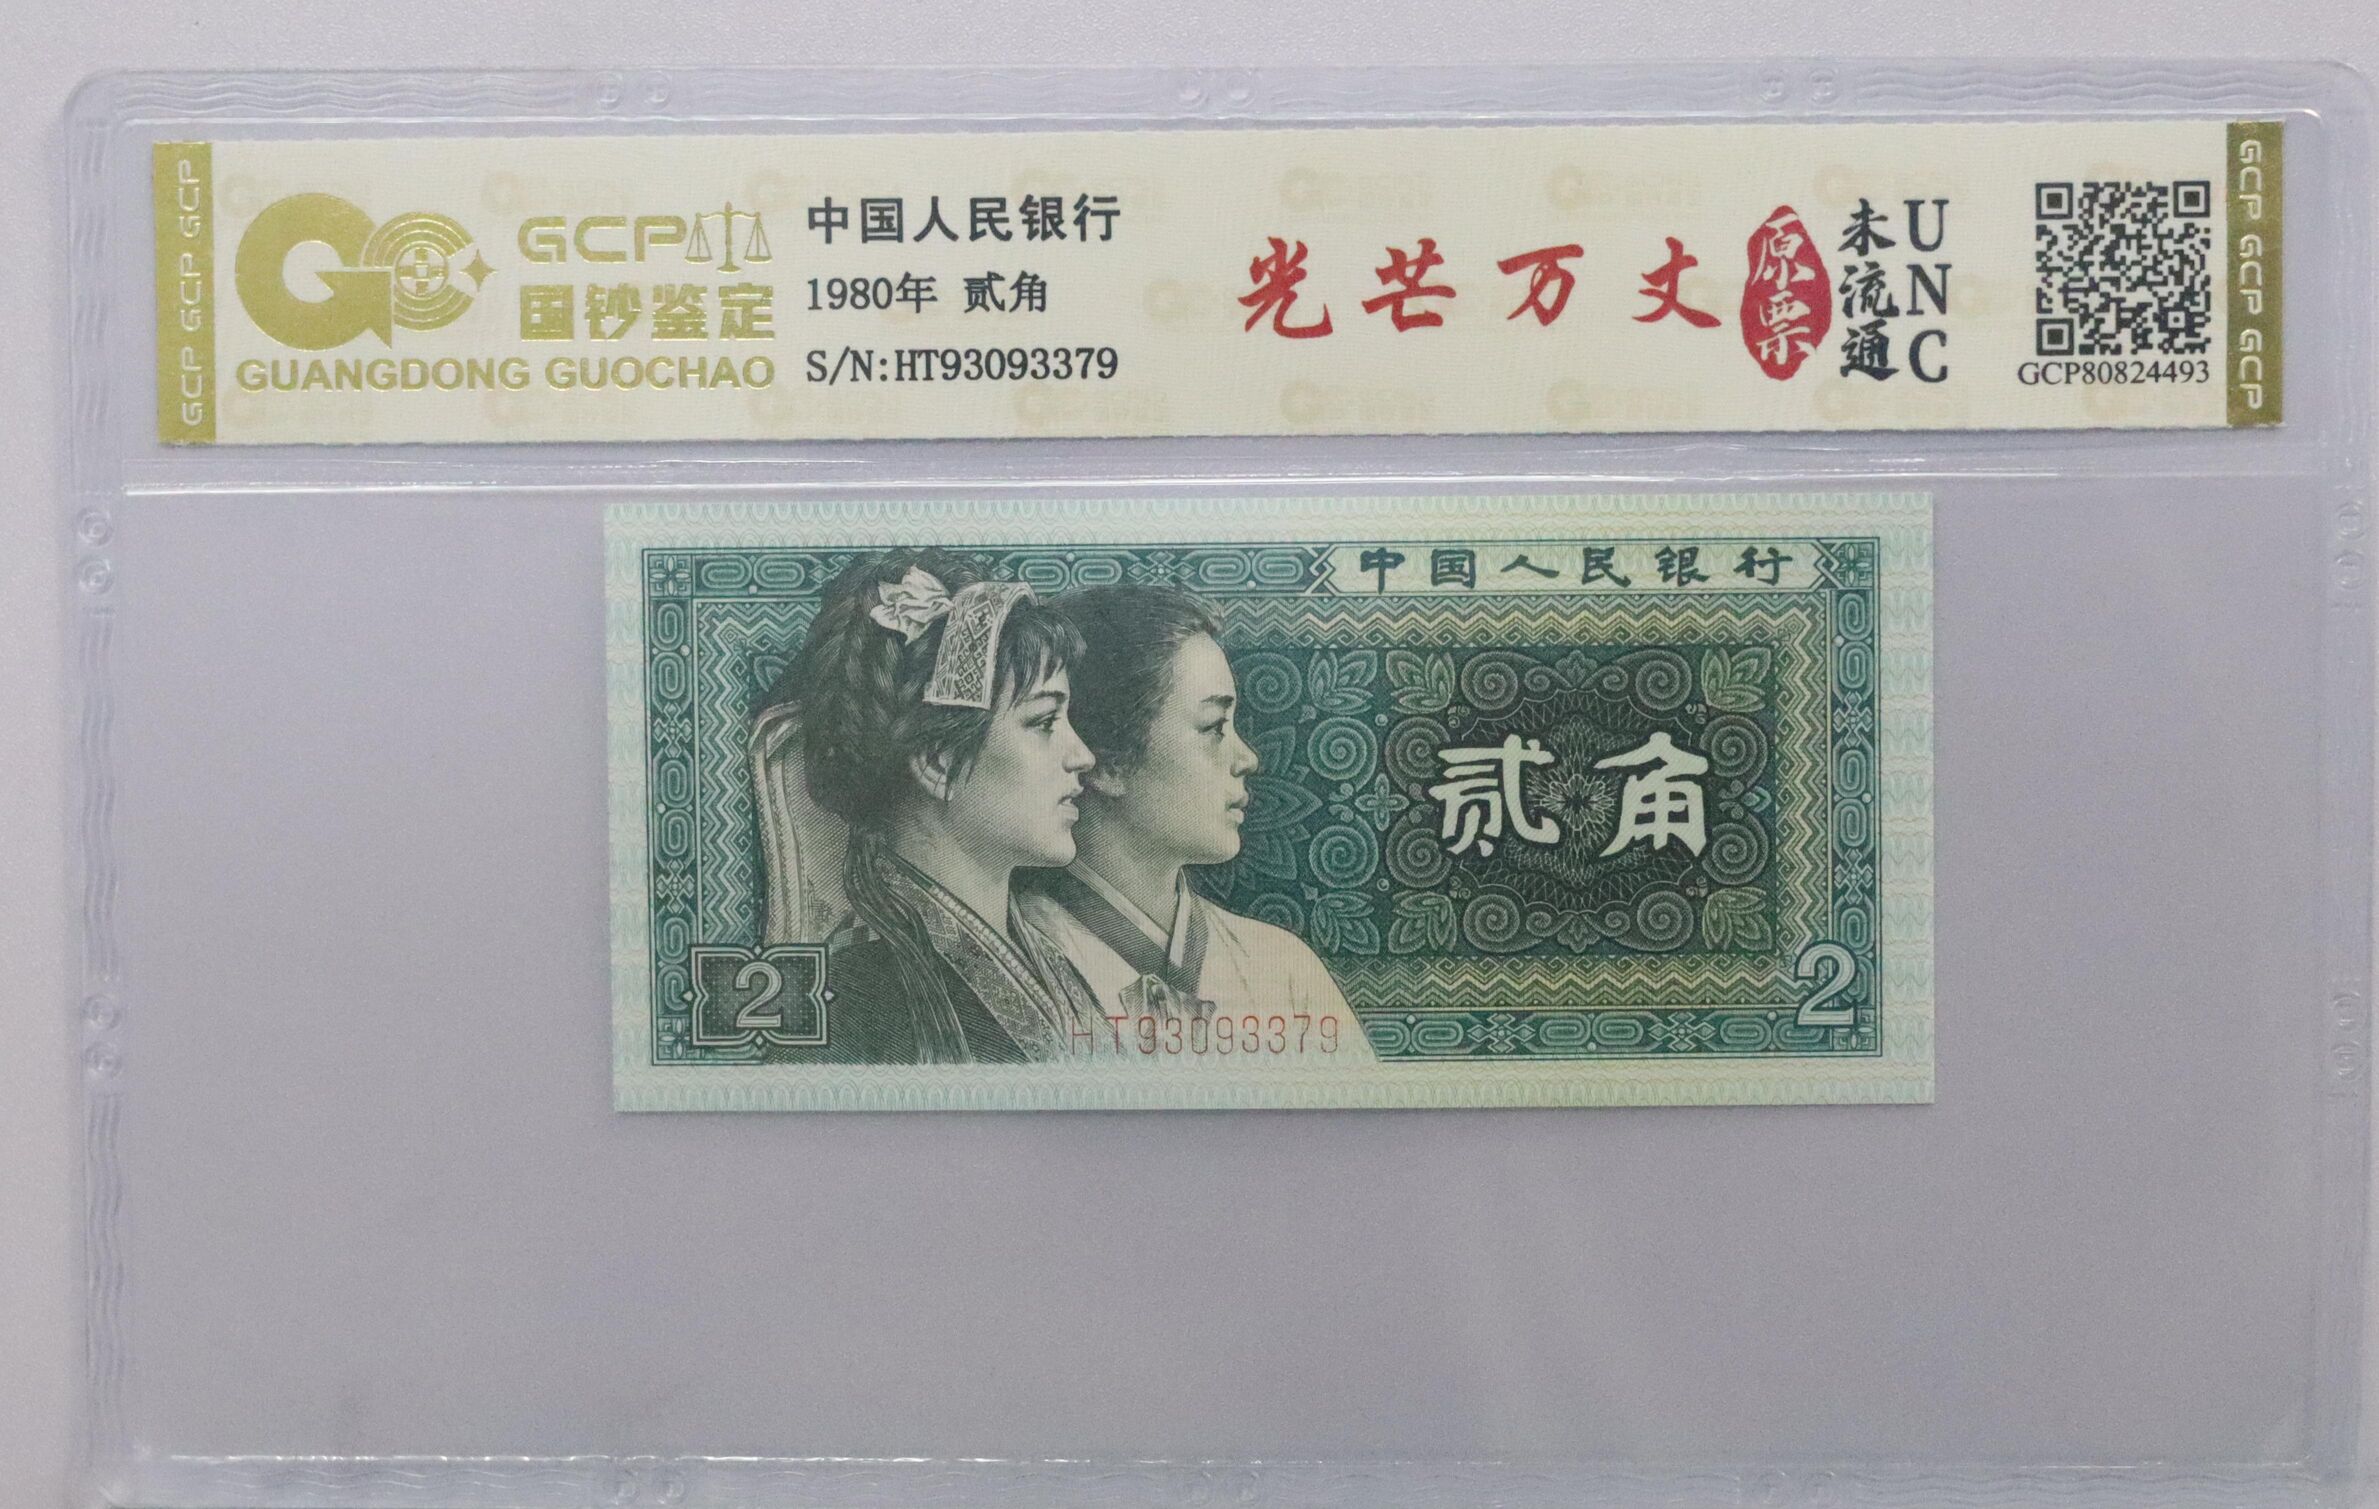 GCP GCP GCP
GCP
国钞鉴定
GUANGDONG GUOCHAO
中国人民银行
1980年 贰角
S/N:HT93093379
光芒万丈
原票
未流通
UNC
GCP80824493
GCP GCP GCP
中国人民银行
贰角
2
HT93093379
2